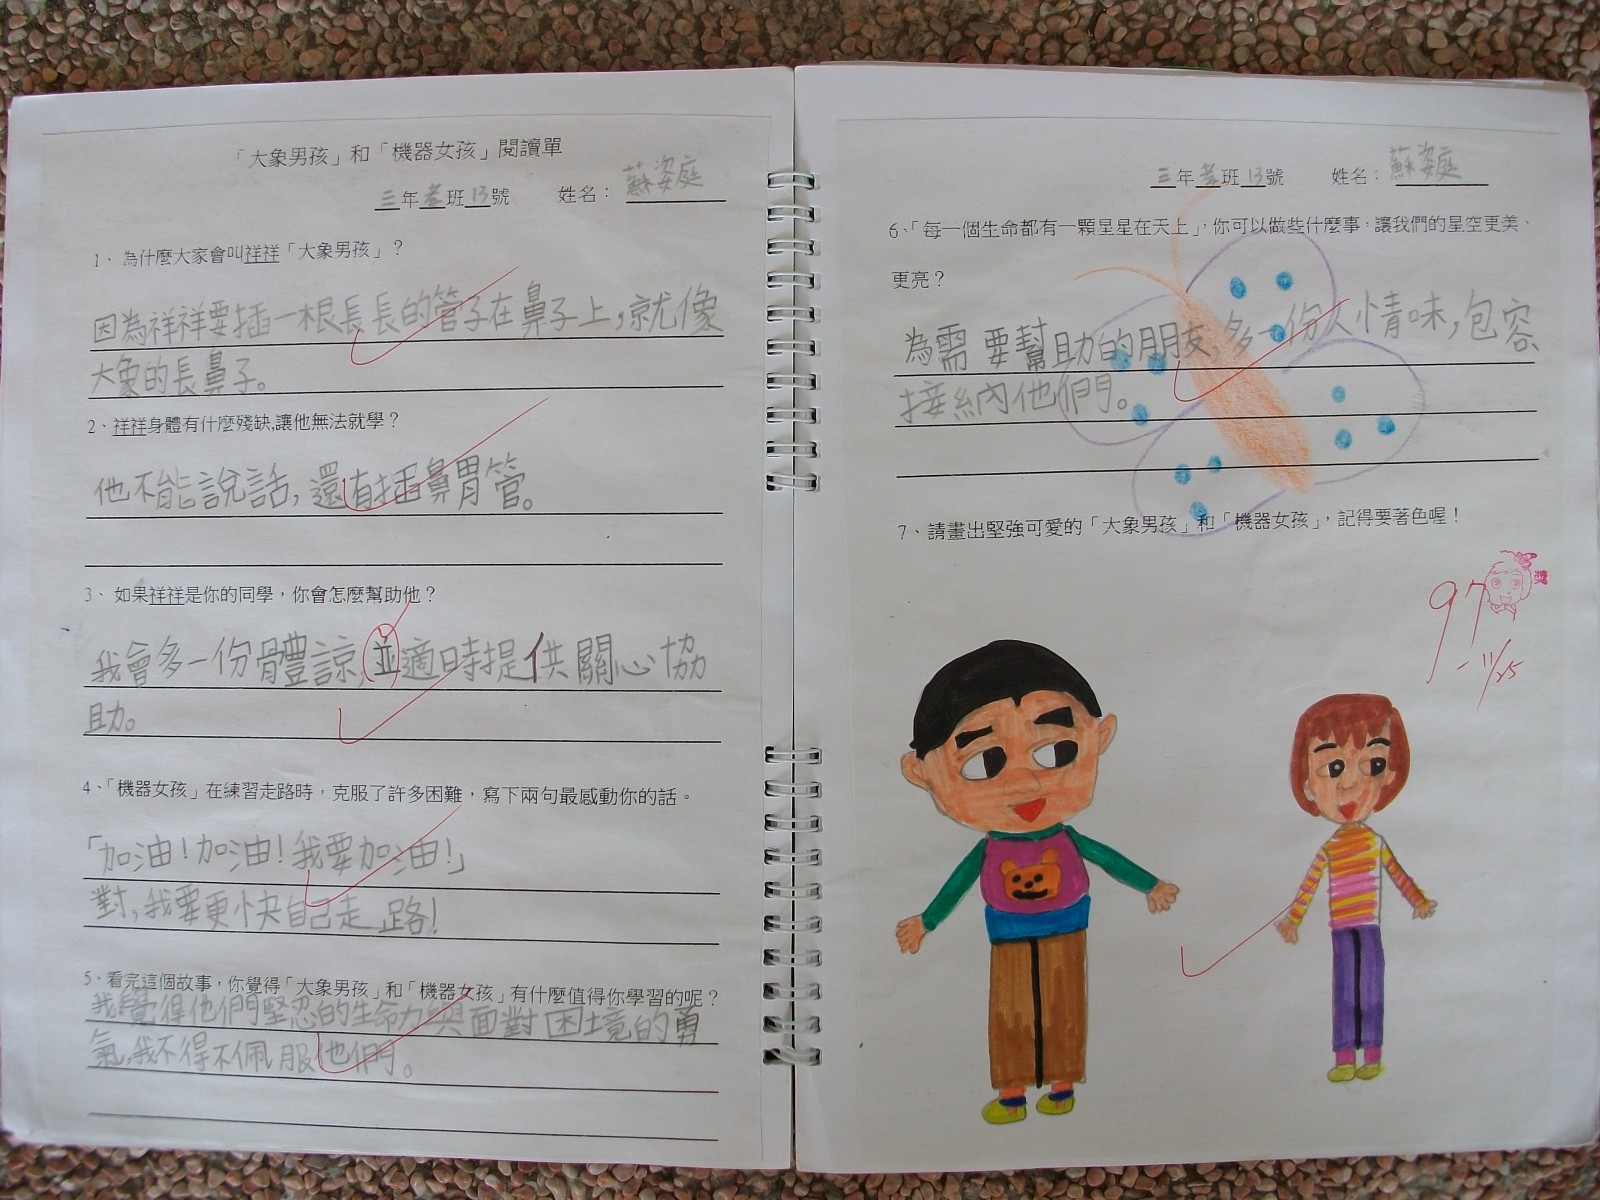 「大象男孩」和「機器女孩」閱讀單
三年孝班13號 姓名：蘇姿庭
1、為什麼大家會叫祥祥「大象男孩」？
因為祥祥要插一根長長的管子在鼻子上,就像
大象的長鼻子。
2、祥祥身體有什麼殘缺,讓他無法就學？
他不能說話,還有插鼻胃管。
3、如果祥祥是你的同學，你會怎麼幫助他？
我會多一份體諒,並適時提供關心協
助。
4、「機器女孩」在練習走路時，克服了許多困難，寫下兩句最感動你的話。
「加油!加油!我要加油!」
對,我要更快自己走路!
5、看完這個故事，你覺得「大象男孩」和「機器女孩」有什麼值得你學習的呢？
我覺得他們堅忍的生命力與面對困境的勇
氣,我不得不佩服他們。
三年孝班13號 姓名：蘇姿庭
6、「每一個生命都有一顆星星在天上」，你可以做些什麼事，讓我們的星空更美、
更亮？
為需要幫助的朋友,多一份人情味,包容
接納他們。
7、請畫出堅強可愛的「大象男孩」和「機器女孩」，記得要著色喔！
97
11/25